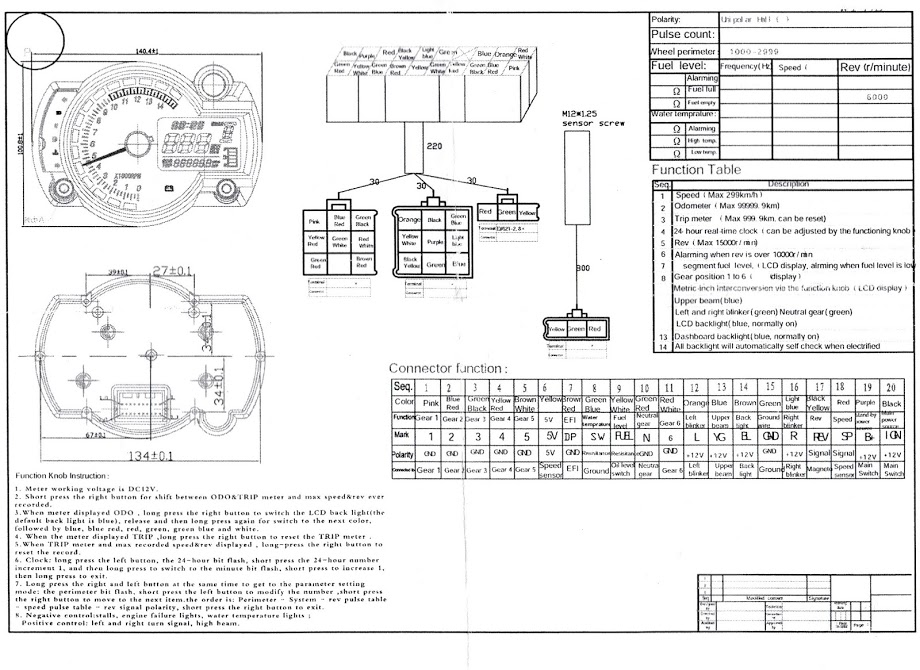 140.4±1
100.8±1
x1000RPM
39±0.1
27±0.1
34±0.1
67±0.1
134±0.1
Function Knob Instruction :
1. Meter working voltage is DC12V.
2. Short press the right button for shift between ODO&TRIP meter and max speed&rev ever
recorded.
3.When meter displayed ODO , long press the right button to switch the LCD back light(the
default back light is blue), release and then long press again for switch to the next color,
followed by blue, blue red, red, green, green blue and white.
4. When the meter displayed TRIP ,long press the right button to reset the TRIP meter .
5.When TRIP meter and max recorded speed&rev displayed , long-press the right button to
reset the record.
6. Clock: long press the left button, the 24-hour bit flash, short press the 24-hour number
increment 1, and theu long press to switch to the minute bit flash, short press to increase 1,
then long press to exit.
7. Long press the right and left button at the same time to get to the parameter setting
mode: the perimeter bit flash, short press the left button to modify the number ,short press
the right button to move to the next item.the order is: Perimeter - System - rev pulse table
- speed pulse table - rev signal polarity, short press the right button to exit.
8. Negative control:stalls, engine failure lights, water temperature lights ;
Positive control: left and right turn signal, high beam.
Black Purple Red Black Yellow Light blue Green Blue Orange Red White
Green Red Yellow White Green Blue Brown Red Yellow Green White Yellow Red Green Black Brown Red Pink
220
30 30 30
Pink Blue Red Green Black
Yellow Red Green White Red White
Green Red Brown Red
Orange Black Green Blue
Yellow White Purple Light blue
Black Yellow Green Blue
Red Green Yellow
M12*1.25
sensor screw
300
Yellow Green Red
Polarity:
Pulse count:
Wheel perimeter 1000-2999
Fuel level: Frequency(Hz Speed ( Rev (r/minute)
Alarming
Ω Fuel full 6000
Ω Fuel empty
Water temprature:
Ω Alarming
Ω High temp.
Ω Low temp.
Function Table
Seq. Description
1 Speed ( Max 299km/h )
2 Odometer ( Max 99999. 9km)
3 Trip meter ( Max 999. 9km, can be reset)
4 24-hour real-time clock ( can be adjusted by the functioning knob
5 Rev ( Max 15000r/ min)
6 Alarming when rev is over 10000r/ min
7 segment fuel level, ( LCD display, alrming when fuel level is low
8 Gear position 1 to 6 ( display)
Metric-Inch interconversion via the function knob ( LCD display )
Upper beam(blue)
Left and right blinker(green) Neutral gear(green)
LCD backlight(blue, normally on)
13 Dashboard backlight(blue, normally on)
14 All backlight will automatically self check when electrified
Connector function :
Seq. 1 2 3 4 5 6 7 8 9 10 11 12 13 14 15 16 17 18 19 20
Color Pink Blue Red Green Black Yellow Red Brown White Yellow Brown Red Green Blue Yellow White Green Red Red White Orange Blue Brown Green Light blue Black Yellow Red Purple Black
Function Gear 1 Gear 2 Gear 3 Gear 4 Gear 5 5V EFI Water temperature Fuel level Neutral gear Gear 6 Left blinker Upper beam Back light Ground wire Right blinker Rev Speed Stand by power Main power source
Mark 1 2 3 4 5 5V DP SW FUEL N 6 L YG BL GND R REV SP B+ IGN
Polarity GND GND GND GND GND 5V GND Resistance Resistance GND GND +12V +12V +12V GND +12V Signal Signal +12V +12V
Gear 1 Gear 2 Gear 3 Gear 4 Gear 5 Speed sensor EFI Ground Oil level switch Neutral gear Gear 6 Left blinker Upper beam Back light Ground Right blinker Magneto Speed sensor Main Switch Main Switch
Signature
Page